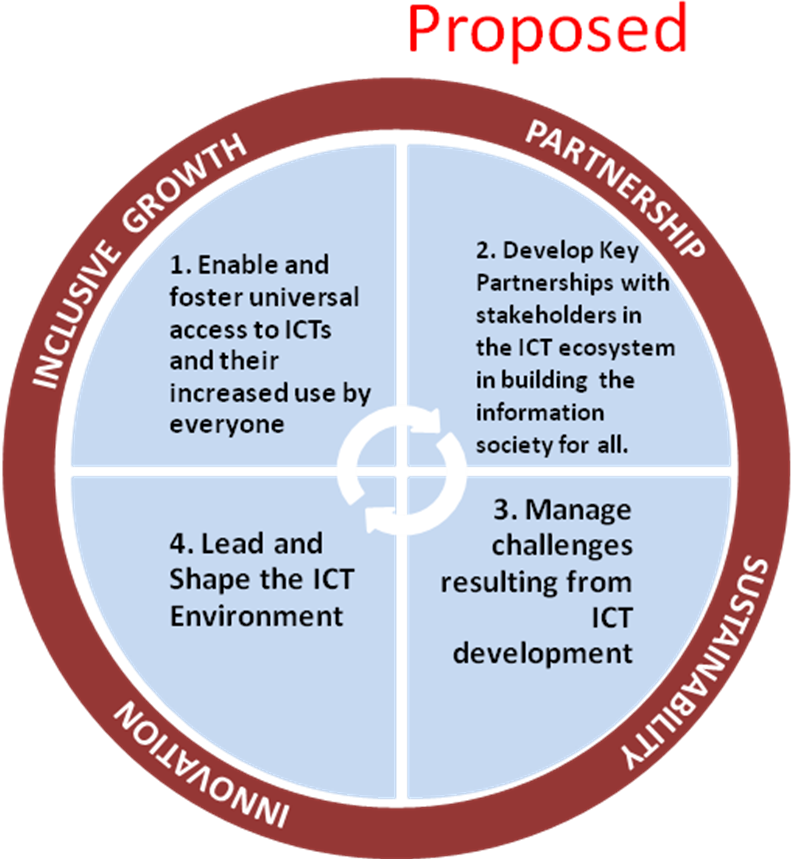 Proposed
INCLUSIVE GROWTH
PARTNERSHIP
1. Enable and
foster universal
access to ICTs
and their
increased use by
everyone
2. Develop Key
Partnerships with
stakeholders in
the ICT ecosystem
in building the
information
society for all.
3. Manage
challenges
resulting from
ICT
development
SUSTAINABILITY
4. Lead and
Shape the ICT
Environment
INNOVATION